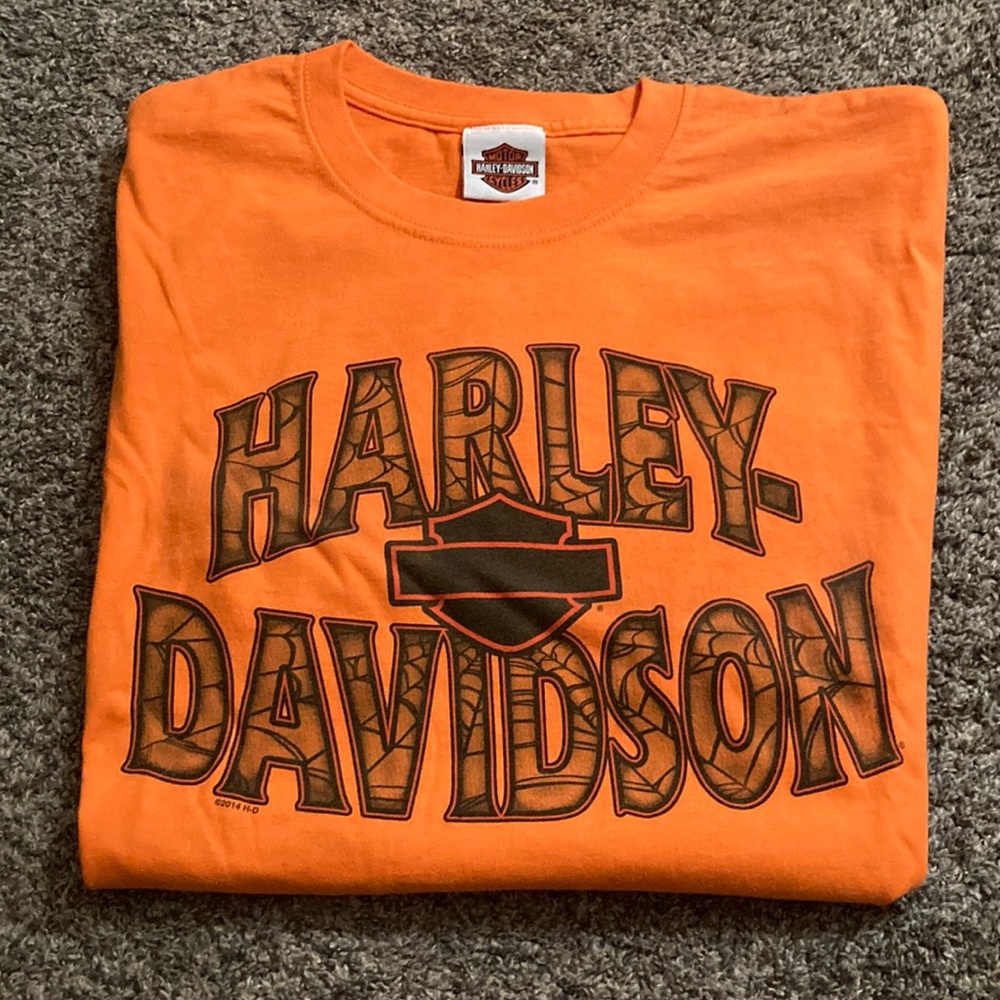 MOTOR
HARLEY-DAVIDSON
CYCLES
®
HARLEY-
®
DAVIDSON
®
©2014 H-D